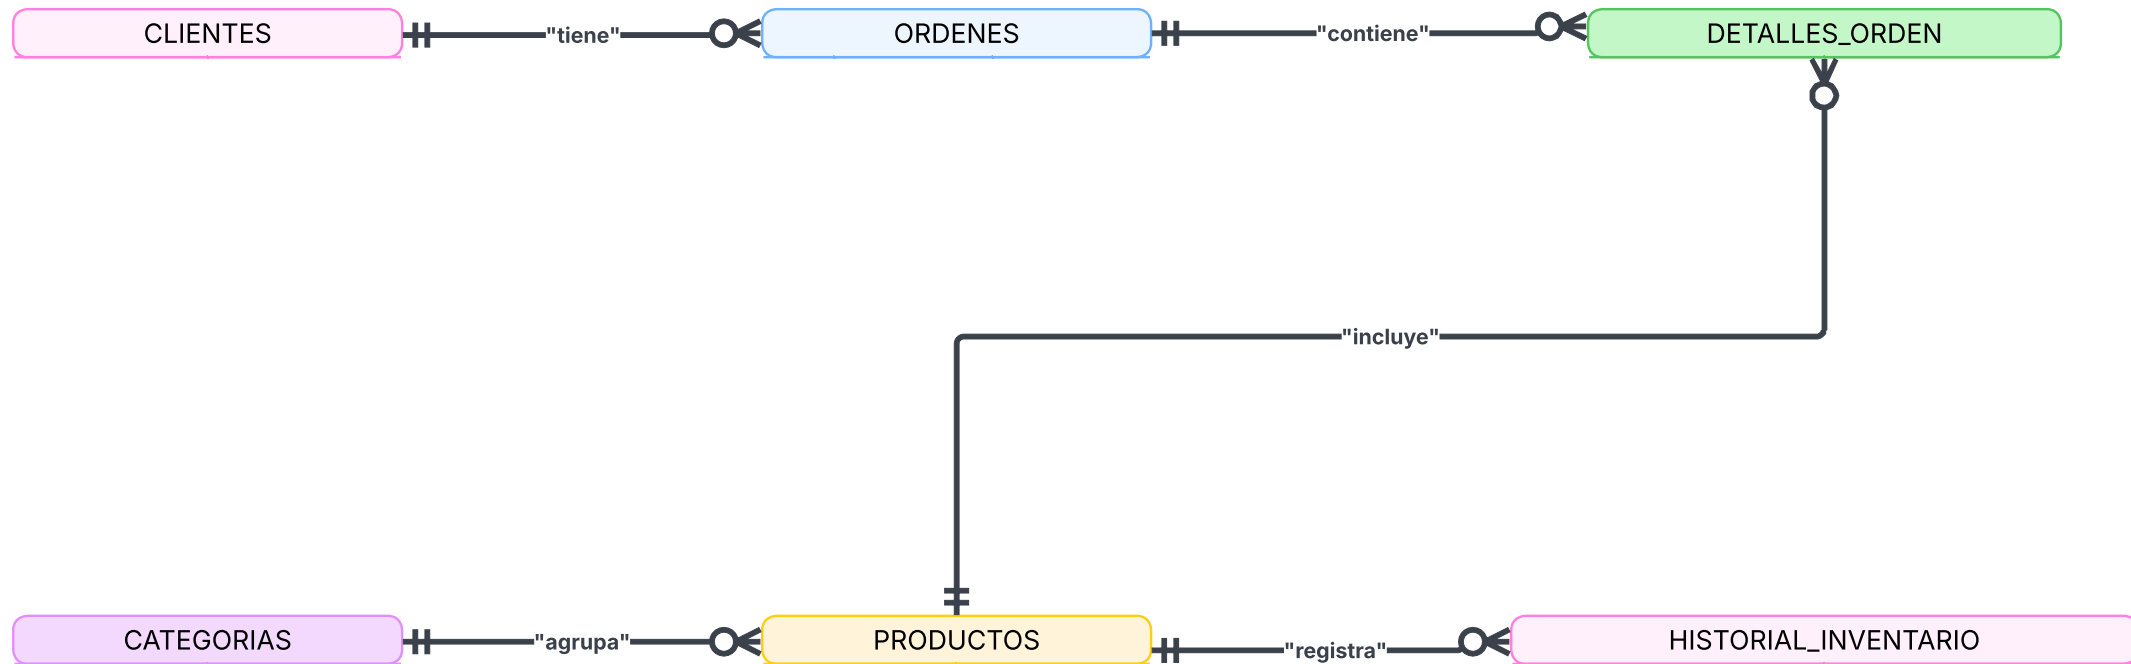 CLIENTES
"tiene"
ORDENES
"contiene"
DETALLES_ORDEN
"incluye"
CATEGORIAS
"agrupa"
PRODUCTOS
"registra"
HISTORIAL_INVENTARIO